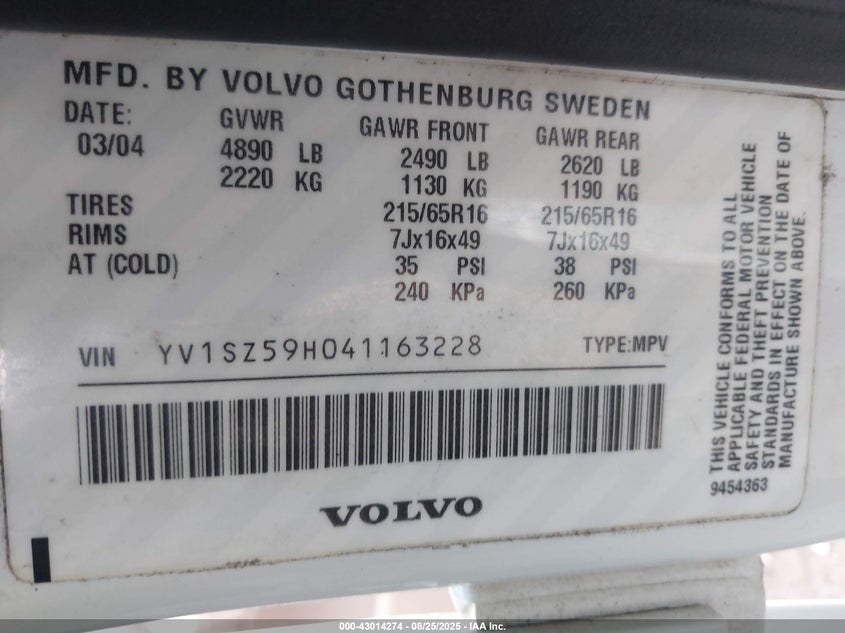 MFD. BY VOLVO GOTHENBURG SWEDEN
DATE: GVWR GAWR FRONT GAWR REAR
03/04 4890 LB 2490 LB 2620 LB
2220 KG 1130 KG 1190 KG
TIRES 215/65R16 215/65R16
RIMS 7Jx16x49 7Jx16x49
AT (COLD) 35 PSI 38 PSI
240 KPa 260 KPa
VIN YV1SZ59H041163228 TYPE:MPV
VOLVO
THIS VEHICLE CONFORMS TO ALL
APPLICABLE FEDERAL MOTOR VEHICLE
SAFETY AND THEFT PREVENTION
STANDARDS IN EFFECT ON THE DATE OF
MANUFACTURE SHOWN ABOVE.
9454363
000-43014274 - 08/25/2025 - IAA Inc.